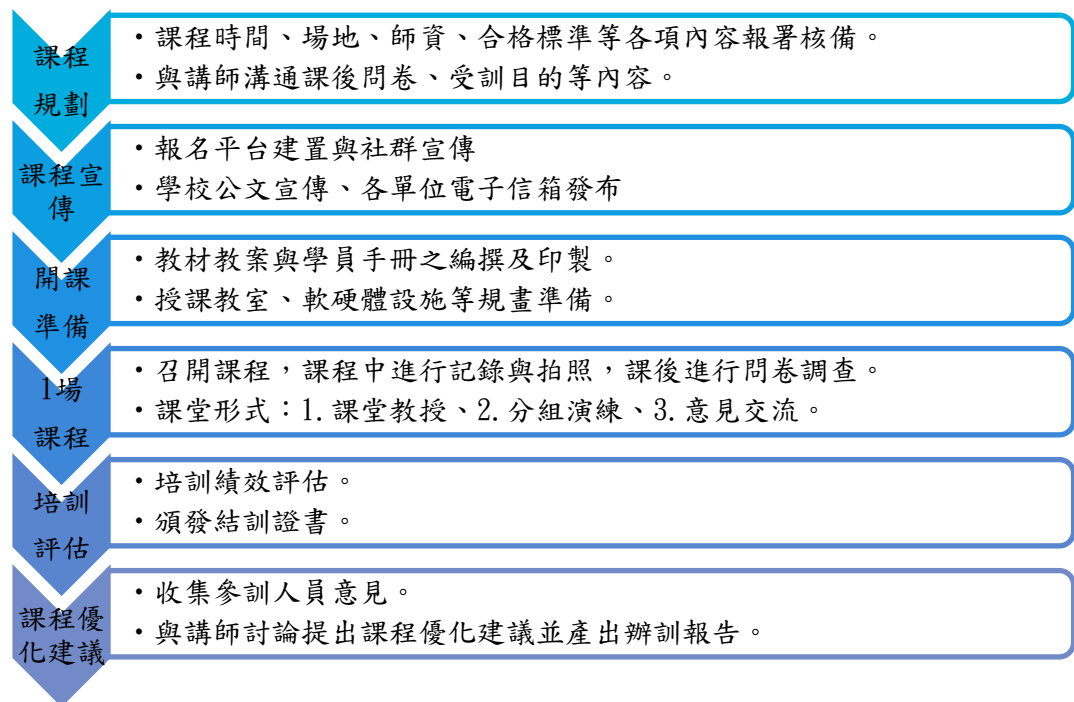 課程
規劃
・課程時間、場地、師資、合格標準等各項內容報署核備。
・與講師溝通課後問卷、受訓目的等內容。
課程宣
傳
・報名平台建置與社群宣傳
・學校公文宣傳、各單位電子信箱發布
開課
準備
・教材教案與學員手冊之編撰及印製。
・授課教室、軟硬體設施等規畫準備。
1場
課程
・召開課程，課程中進行記錄與拍照，課後進行問卷調查。
・課堂形式：1.課堂教授、2.分組演練、3.意見交流。
培訓
評估
・培訓績效評估。
・頒發結訓證書。
課程優
化建議
・收集參訓人員意見。
・與講師討論提出課程優化建議並產出辦訓報告。